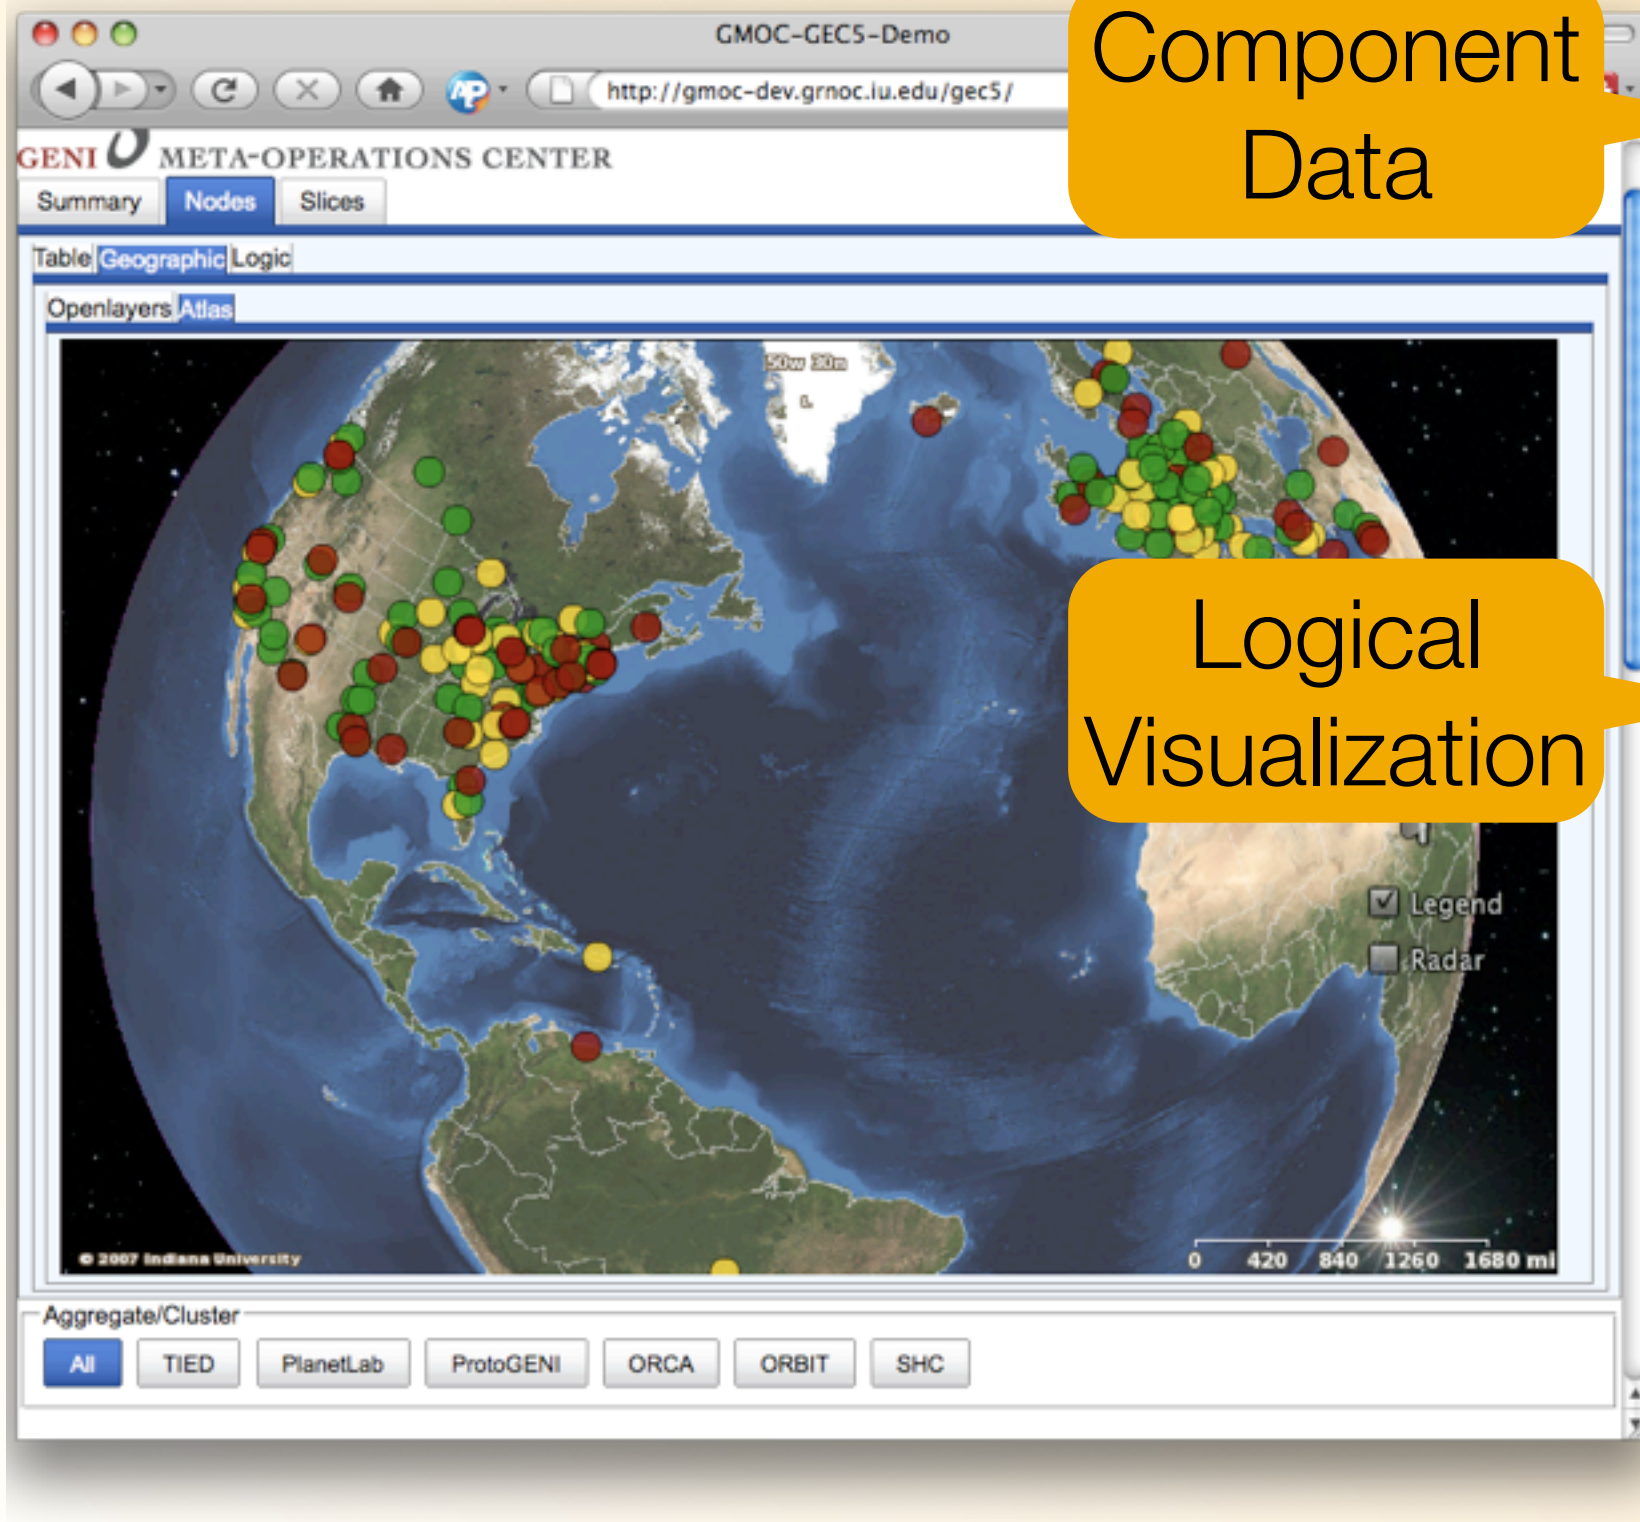 GMOC-GEC5-Demo
Component
Data
http://gmoc-dev.grnoc.iu.edu/gec5/
GENI META-OPERATIONS CENTER
Summary Nodes Slices
Table Geographic Logic
Openlayers Atlas
50w 30m
L
Logical
Visualization
Legend
Radar
© 2007 Indiana University
0 420 840 1260 1680 mi
Aggregate/Cluster
All TIED PlanetLab ProtoGENI ORCA ORBIT SHC